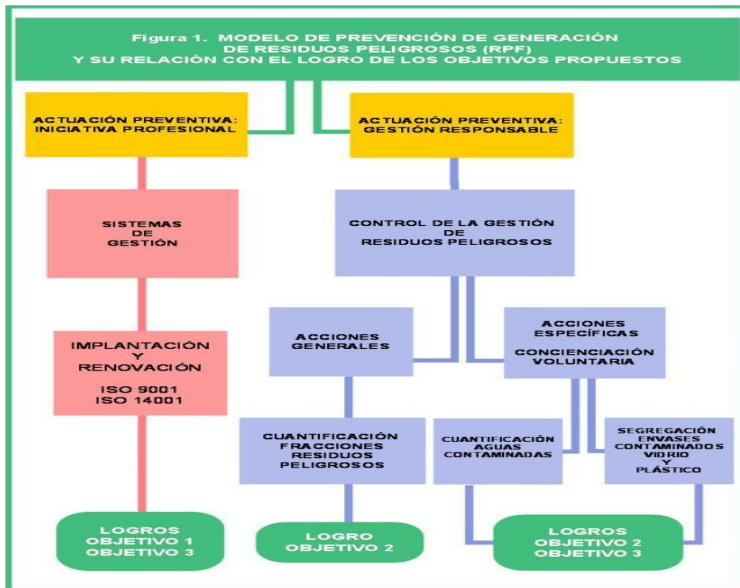 Figura 1. MODELO DE PREVENCIÓN DE GENERACIÓN
DE RESIDUOS PELIGROSOS (RPF)
Y SU RELACIÓN CON EL LOGRO DE LOS OBJETIVOS PROPUESTOS
ACTUACIÓN PREVENTIVA:
INICIATIVA PROFESIONAL
ACTUACIÓN PREVENTIVA:
GESTIÓN RESPONSABLE
SISTEMAS
DE
GESTIÓN
CONTROL DE LA GESTIÓN
DE
RESIDUOS PELIGROSOS
IMPLANTACIÓN
Y
RENOVACIÓN
ISO 9001
ISO 14001
ACCIONES
GENERALES
ACCIONES
ESPECÍFICAS
CONCIENCIACIÓN
VOLUNTARIA
CUANTIFICACIÓN
FRACCIONES
RESIDUOS
PELIGROSOS
CUANTIFICACIÓN
AGUAS
CONTAMINADAS
SEGREGACIÓN
ENVASES
CONTAMINADOS
VIDRIO
Y
PLÁSTICO
LOGROS
OBJETIVO 1
OBJETIVO 3
LOGRO
OBJETIVO 2
LOGROS
OBJETIVO 2
OBJETIVO 3